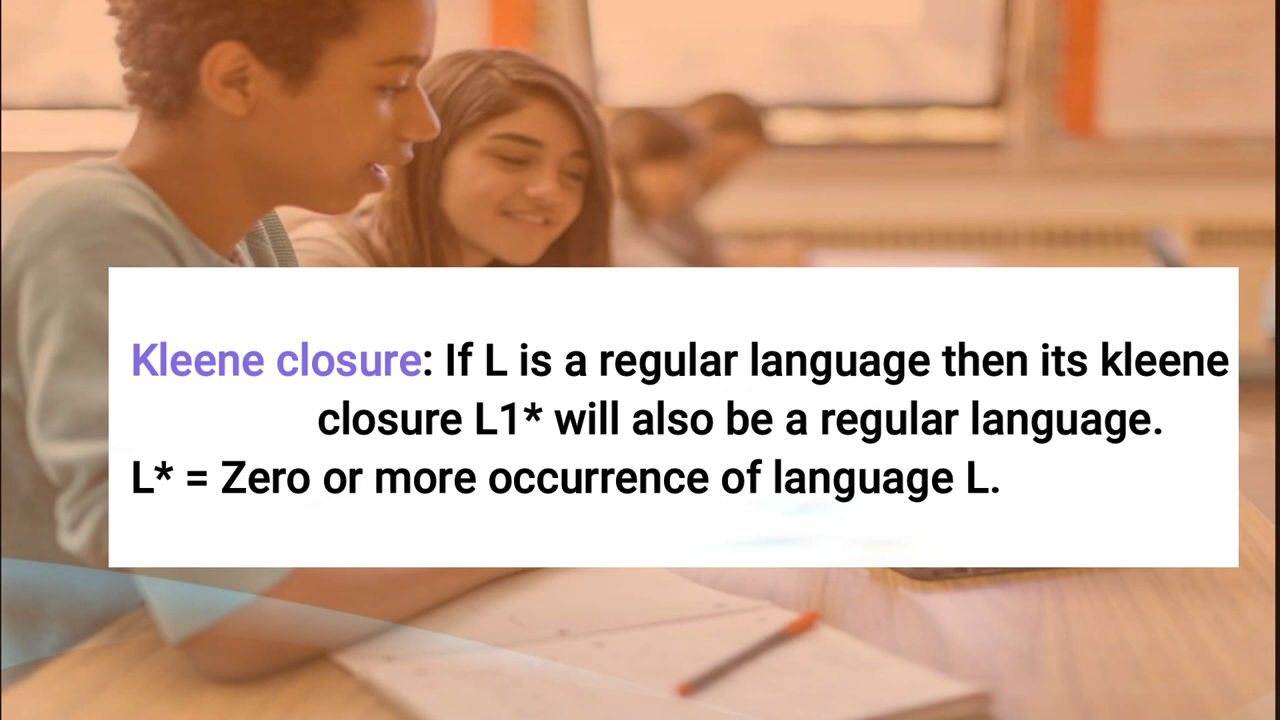 Kleene closure: If L is a regular language then its kleene
closure L1* will also be a regular language.
L* = Zero or more occurrence of language L.